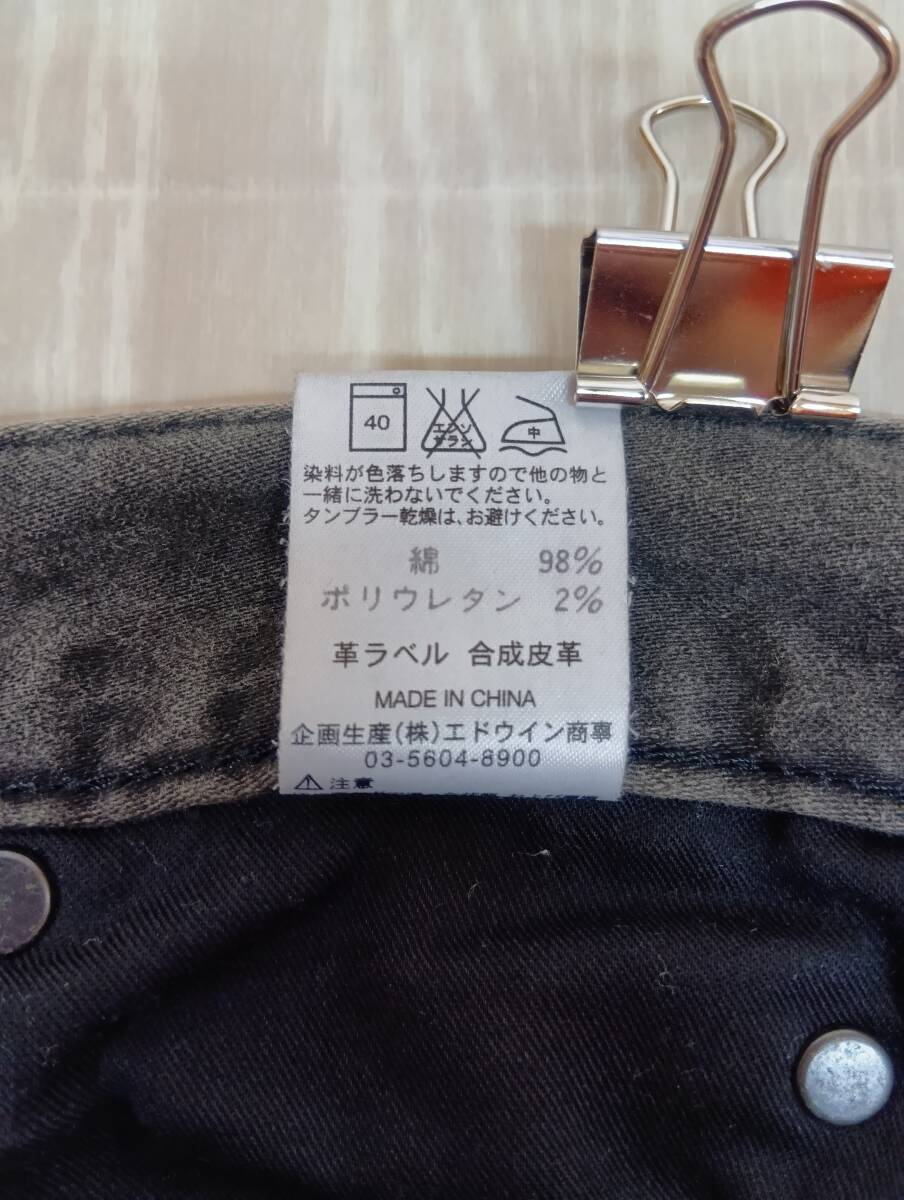 40
エンソ
サラシ
中
染料が色落ちしますので他の物と
一緒に洗わないでください。
タンブラー乾燥は、お避けください。
綿 98%
ポリウレタン 2%
革ラベル 合成皮革
MADE IN CHINA
企画生産(株)エドウイン商事
03-5604-8900
⚠ 注意